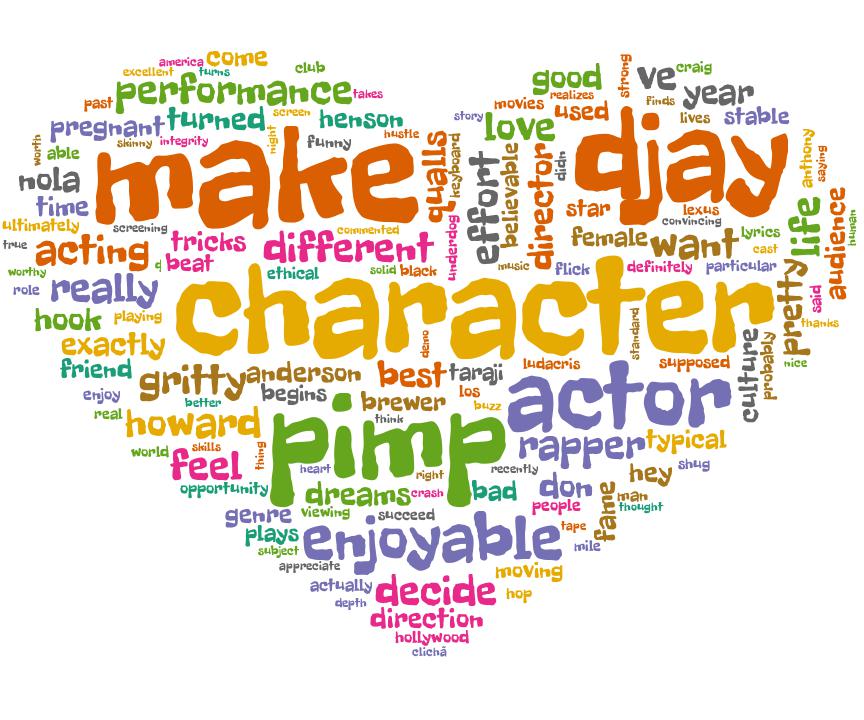 america
come
excellent
turns
club
performance
takes
past
screen
pregnant
turned
henson
hustle
skinny
integrity
night
funny
worth
able
nola
time
make
qualls
keyboard
ultimately
screening
commented
underdog
true
acting
tricks
different
beat
worthy
d
ethical
solid
black
role
really
hook
playing
exactly
character
strong
ve
craig
good
realizes
finds
year
movies
used
story
love
lives
stable
djay
effort
believable
director
didn
star
lexus
convincing
anthony
saying
life
audience
human
female
want
lyrics
cast
music
flick
definitely
particular
pretty
said
thanks
nice
demo
standard
friend
gritty
anderson
best
taraji
ludacris
supposed
culture
probably
enjoy
better
begins
brewer
los
buzz
actor
real
howard
think
pimp
rapper
typical
world
skills
thing
feel
heart
right
recently
hey
shug
opportunity
dreams
crash
bad
don
man
thought
fame
people
genre
viewing
succeed
tape
plays
subject
enjoyable
mile
appreciate
moving
actually
decide
hop
depth
direction
hollywood
clichã